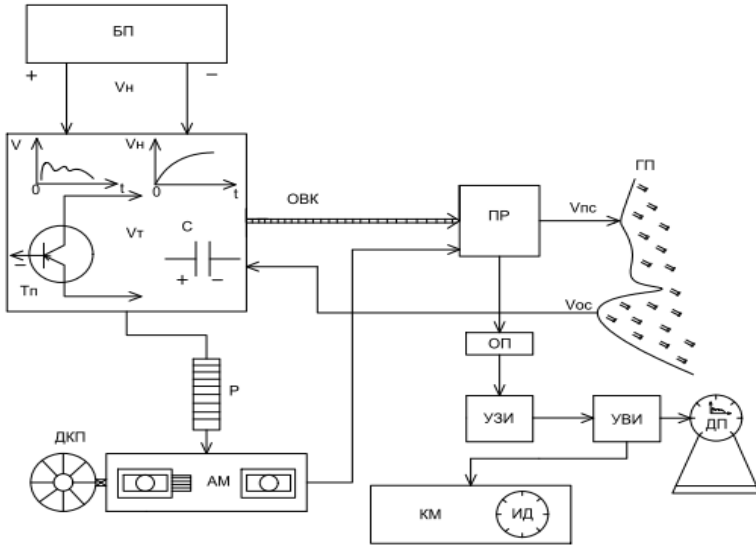 БП
+ Vн −
V Vн
0 t 0 t
Vт C
− + −
Тп
ОВК
ПР
Vпс
ГП
Vос
ОП
Р
УЗИ
УВИ
ДП
ДКП
АМ
КМ ИД